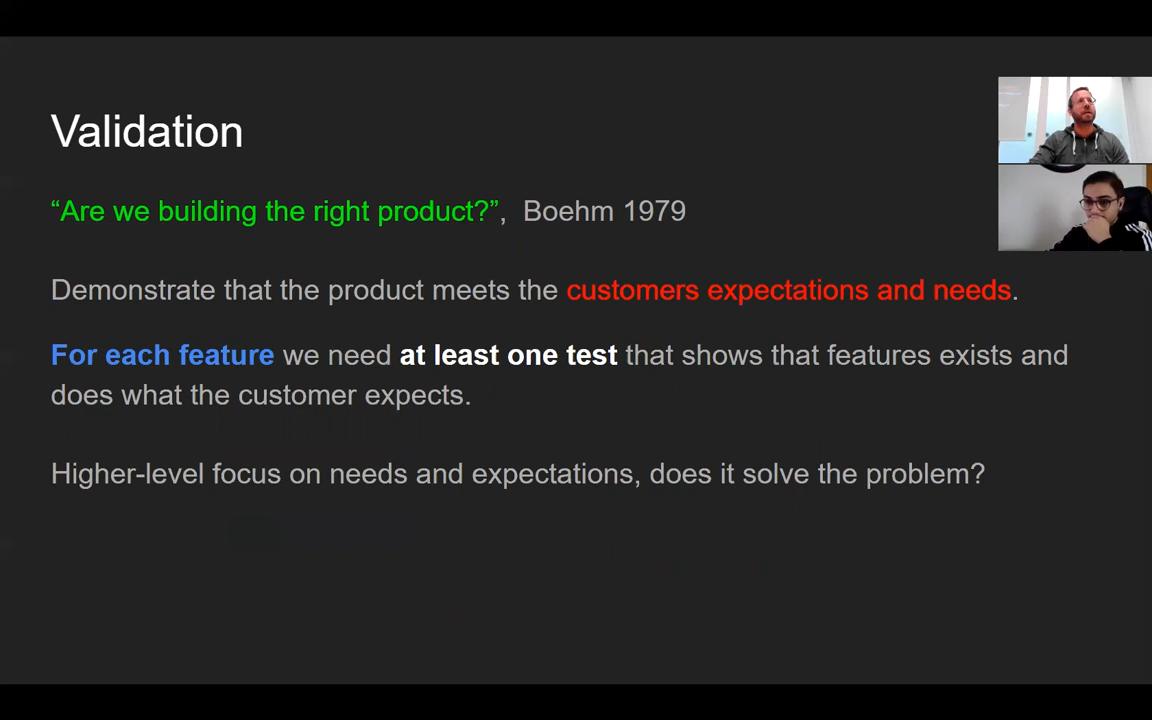 Validation
“Are we building the right product?”, Boehm 1979
Demonstrate that the product meets the customers expectations and needs.
For each feature we need at least one test that shows that features exists and
does what the customer expects.
Higher-level focus on needs and expectations, does it solve the problem?